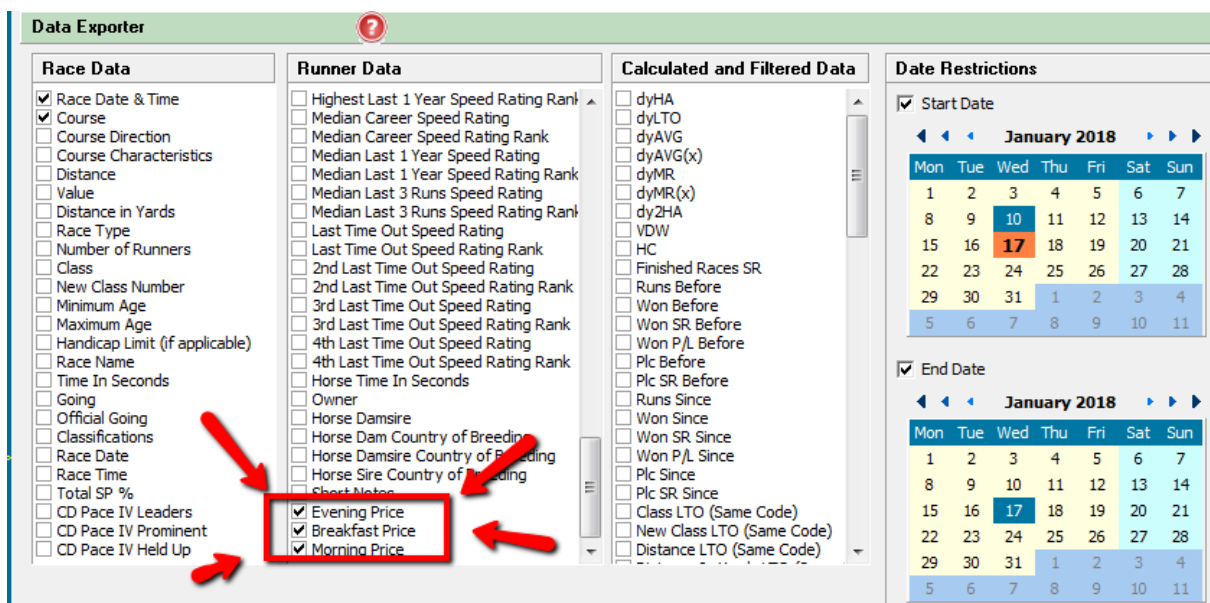 Data Exporter
?
Race Data
Race Date & Time
Course
Course Direction
Course Characteristics
Distance
Value
Distance in Yards
Race Type
Number of Runners
Class
New Class Number
Minimum Age
Maximum Age
Handicap Limit (if applicable)
Race Name
Time In Seconds
Going
Official Going
Classifications
Race Date
Race Time
Total SP %
CD Pace IV Leaders
CD Pace IV Prominent
CD Pace IV Held Up
Runner Data
Highest Last 1 Year Speed Rating Rank
Median Career Speed Rating
Median Career Speed Rating Rank
Median Last 1 Year Speed Rating
Median Last 1 Year Speed Rating Rank
Median Last 3 Runs Speed Rating
Median Last 3 Runs Speed Rating Rank
Last Time Out Speed Rating
Last Time Out Speed Rating Rank
2nd Last Time Out Speed Rating
2nd Last Time Out Speed Rating Rank
3rd Last Time Out Speed Rating
3rd Last Time Out Speed Rating Rank
4th Last Time Out Speed Rating
4th Last Time Out Speed Rating Rank
Horse Time In Seconds
Owner
Horse Damsire
Horse Dam Country of Breeding
Horse Damsire Country of Breeding
Horse Sire Country of Breeding
Short Notes
Evening Price
Breakfast Price
Morning Price
Calculated and Filtered Data
dyHA
dyLTO
dyAVG
dyAVG(x)
dyMR
dyMR(x)
dy2HA
VDW
HC
Finished Races SR
Runs Before
Won Before
Won SR Before
Won P/L Before
Plc Before
Plc SR Before
Runs Since
Won Since
Won SR Since
Won P/L Since
Plc Since
Plc SR Since
Class LTO (Same Code)
New Class LTO (Same Code)
Distance LTO (Same Code)
Date Restrictions
Start Date
January 2018
Mon Tue Wed Thu Fri Sat Sun
1 2 3 4 5 6 7
8 9 10 11 12 13 14
15 16 17 18 19 20 21
22 23 24 25 26 27 28
29 30 31 1 2 3 4
5 6 7 8 9 10 11
End Date
January 2018
Mon Tue Wed Thu Fri Sat Sun
1 2 3 4 5 6 7
8 9 10 11 12 13 14
15 16 17 18 19 20 21
22 23 24 25 26 27 28
29 30 31 1 2 3 4
5 6 7 8 9 10 11